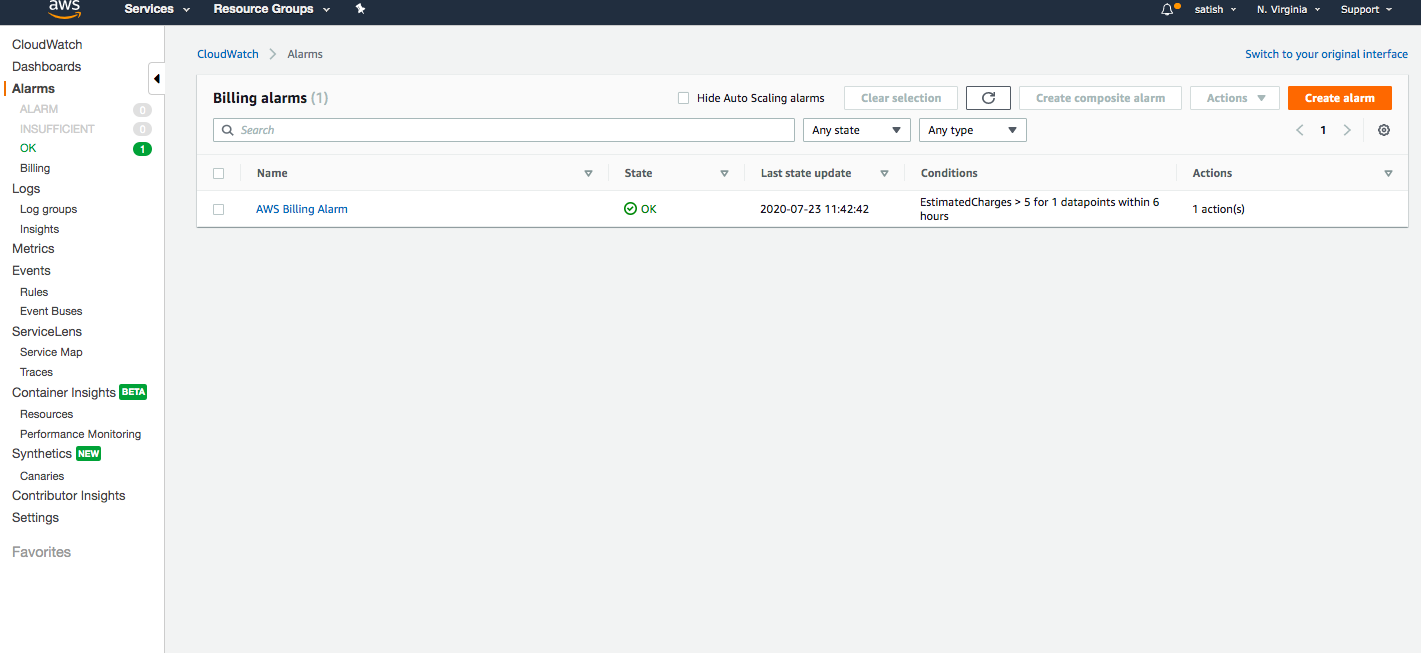 aws Services Resource Groups satish N. Virginia Support
CloudWatch
Dashboards
Alarms
ALARM 0
INSUFFICIENT 0
OK 1
Billing
Logs
Log groups
Insights
Metrics
Events
Rules
Event Buses
ServiceLens
Service Map
Traces
Container Insights BETA
Resources
Performance Monitoring
Synthetics NEW
Canaries
Contributor Insights
Settings
Favorites
CloudWatch Alarms Switch to your original interface
Billing alarms (1) Hide Auto Scaling alarms Clear selection Create composite alarm Actions Create alarm
Search Any state Any type 1
Name State Last state update Conditions Actions
AWS Billing Alarm OK 2020-07-23 11:42:42 EstimatedCharges > 5 for 1 datapoints within 6 1 action(s)
hours